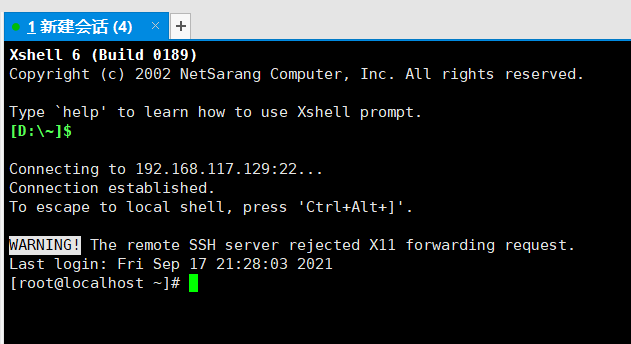 1 新建会话 (4) × +
Xshell 6 (Build 0189)
Copyright (c) 2002 NetSarang Computer, Inc. All rights reserved.
Type `help' to learn how to use Xshell prompt.
[D:\~]$
Connecting to 192.168.117.129:22...
Connection established.
To escape to local shell, press 'Ctrl+Alt+]'.
WARNING! The remote SSH server rejected X11 forwarding request.
Last login: Fri Sep 17 21:28:03 2021
[root@localhost ~]#